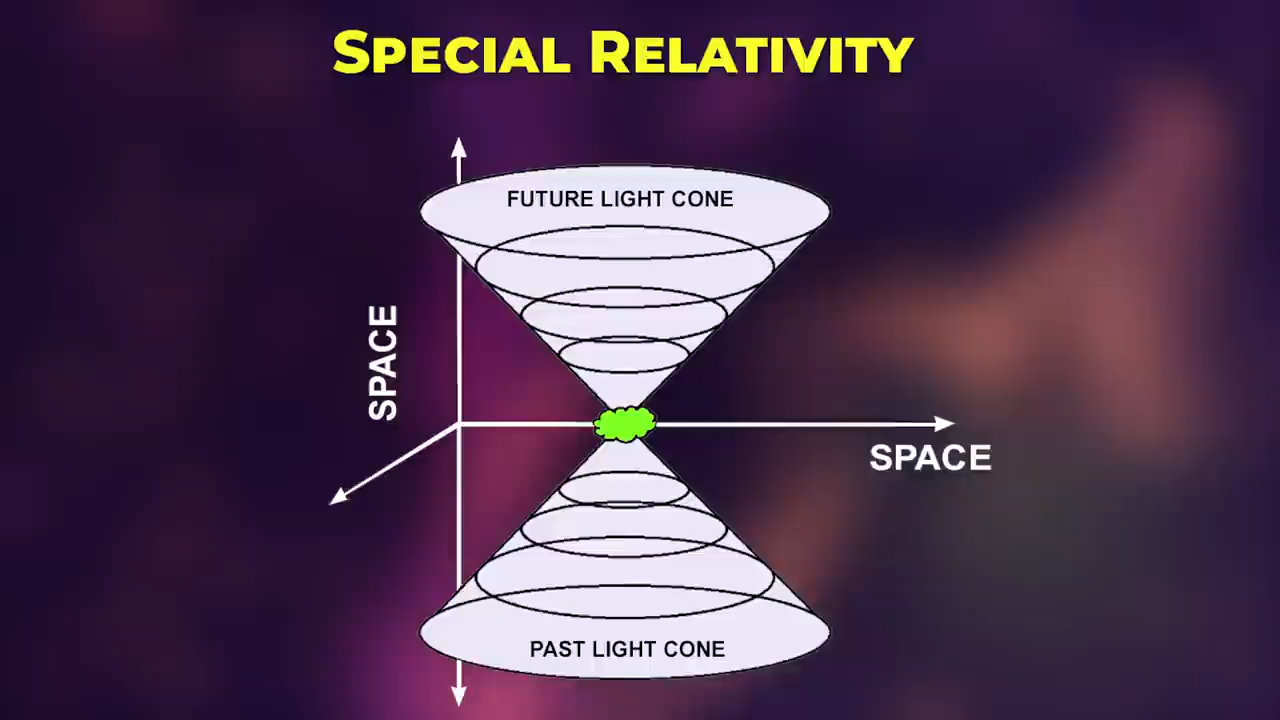 SPECIAL RELATIVITY
FUTURE LIGHT CONE
SPACE
SPACE
PAST LIGHT CONE